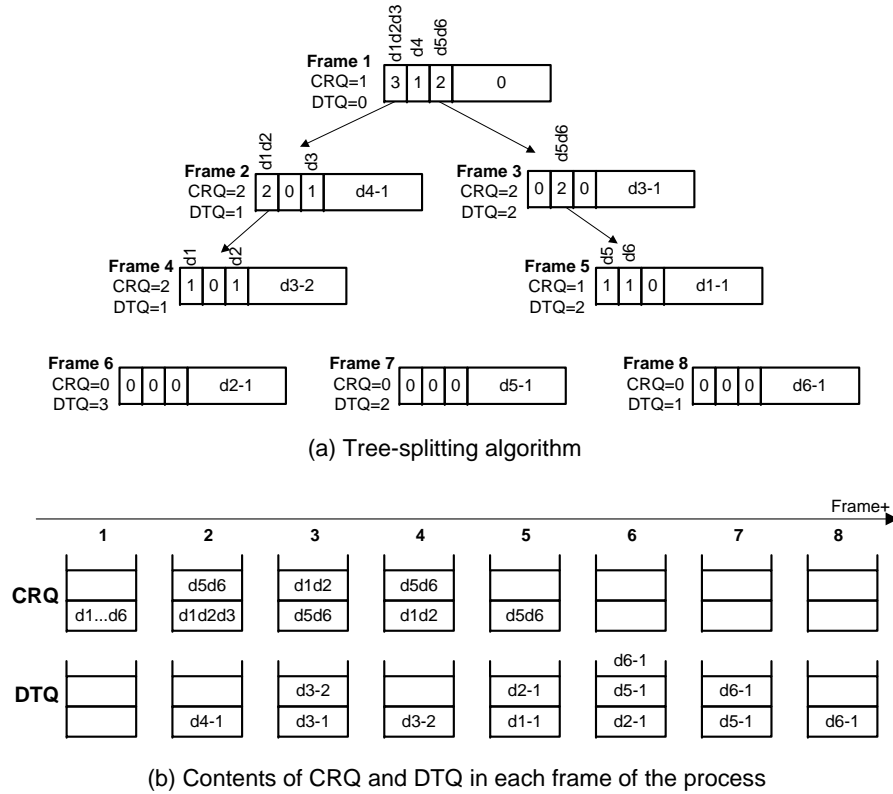 d1d2d3
d4
d5d6
Frame 1
CRQ=1
DTQ=0
3 1 2 0
d1d2
d3
Frame 2
CRQ=2
DTQ=1
2 0 1 d4-1
d5d6
Frame 3
CRQ=2
DTQ=2
0 2 0 d3-1
d1
d2
Frame 4
CRQ=2
DTQ=1
1 0 1 d3-2
d5
d6
Frame 5
CRQ=1
DTQ=2
1 1 0 d1-1
Frame 6
CRQ=0
DTQ=3
0 0 0 d2-1
Frame 7
CRQ=0
DTQ=2
0 0 0 d5-1
Frame 8
CRQ=0
DTQ=1
0 0 0 d6-1
(a) Tree-splitting algorithm
Frame+
1 2 3 4 5 6 7 8
CRQ
d5d6 d1d2 d5d6
d1...d6 d1d2d3 d5d6 d1d2 d5d6
DTQ
d6-1
d3-2 d2-1 d5-1 d6-1
d4-1 d3-1 d3-2 d1-1 d2-1 d5-1 d6-1
(b) Contents of CRQ and DTQ in each frame of the process